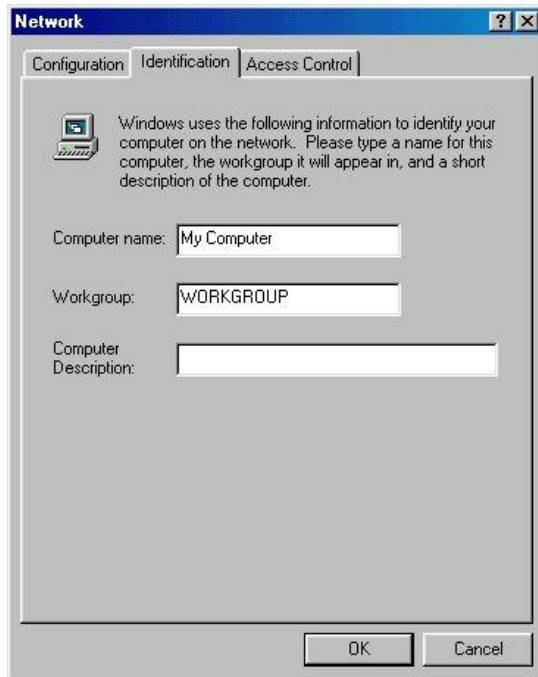 Network
Configuration Identification Access Control
Windows uses the following information to identify your
computer on the network. Please type a name for this
computer, the workgroup it will appear in, and a short
description of the computer.
Computer name: My Computer
Workgroup: WORKGROUP
Computer
Description:
OK Cancel